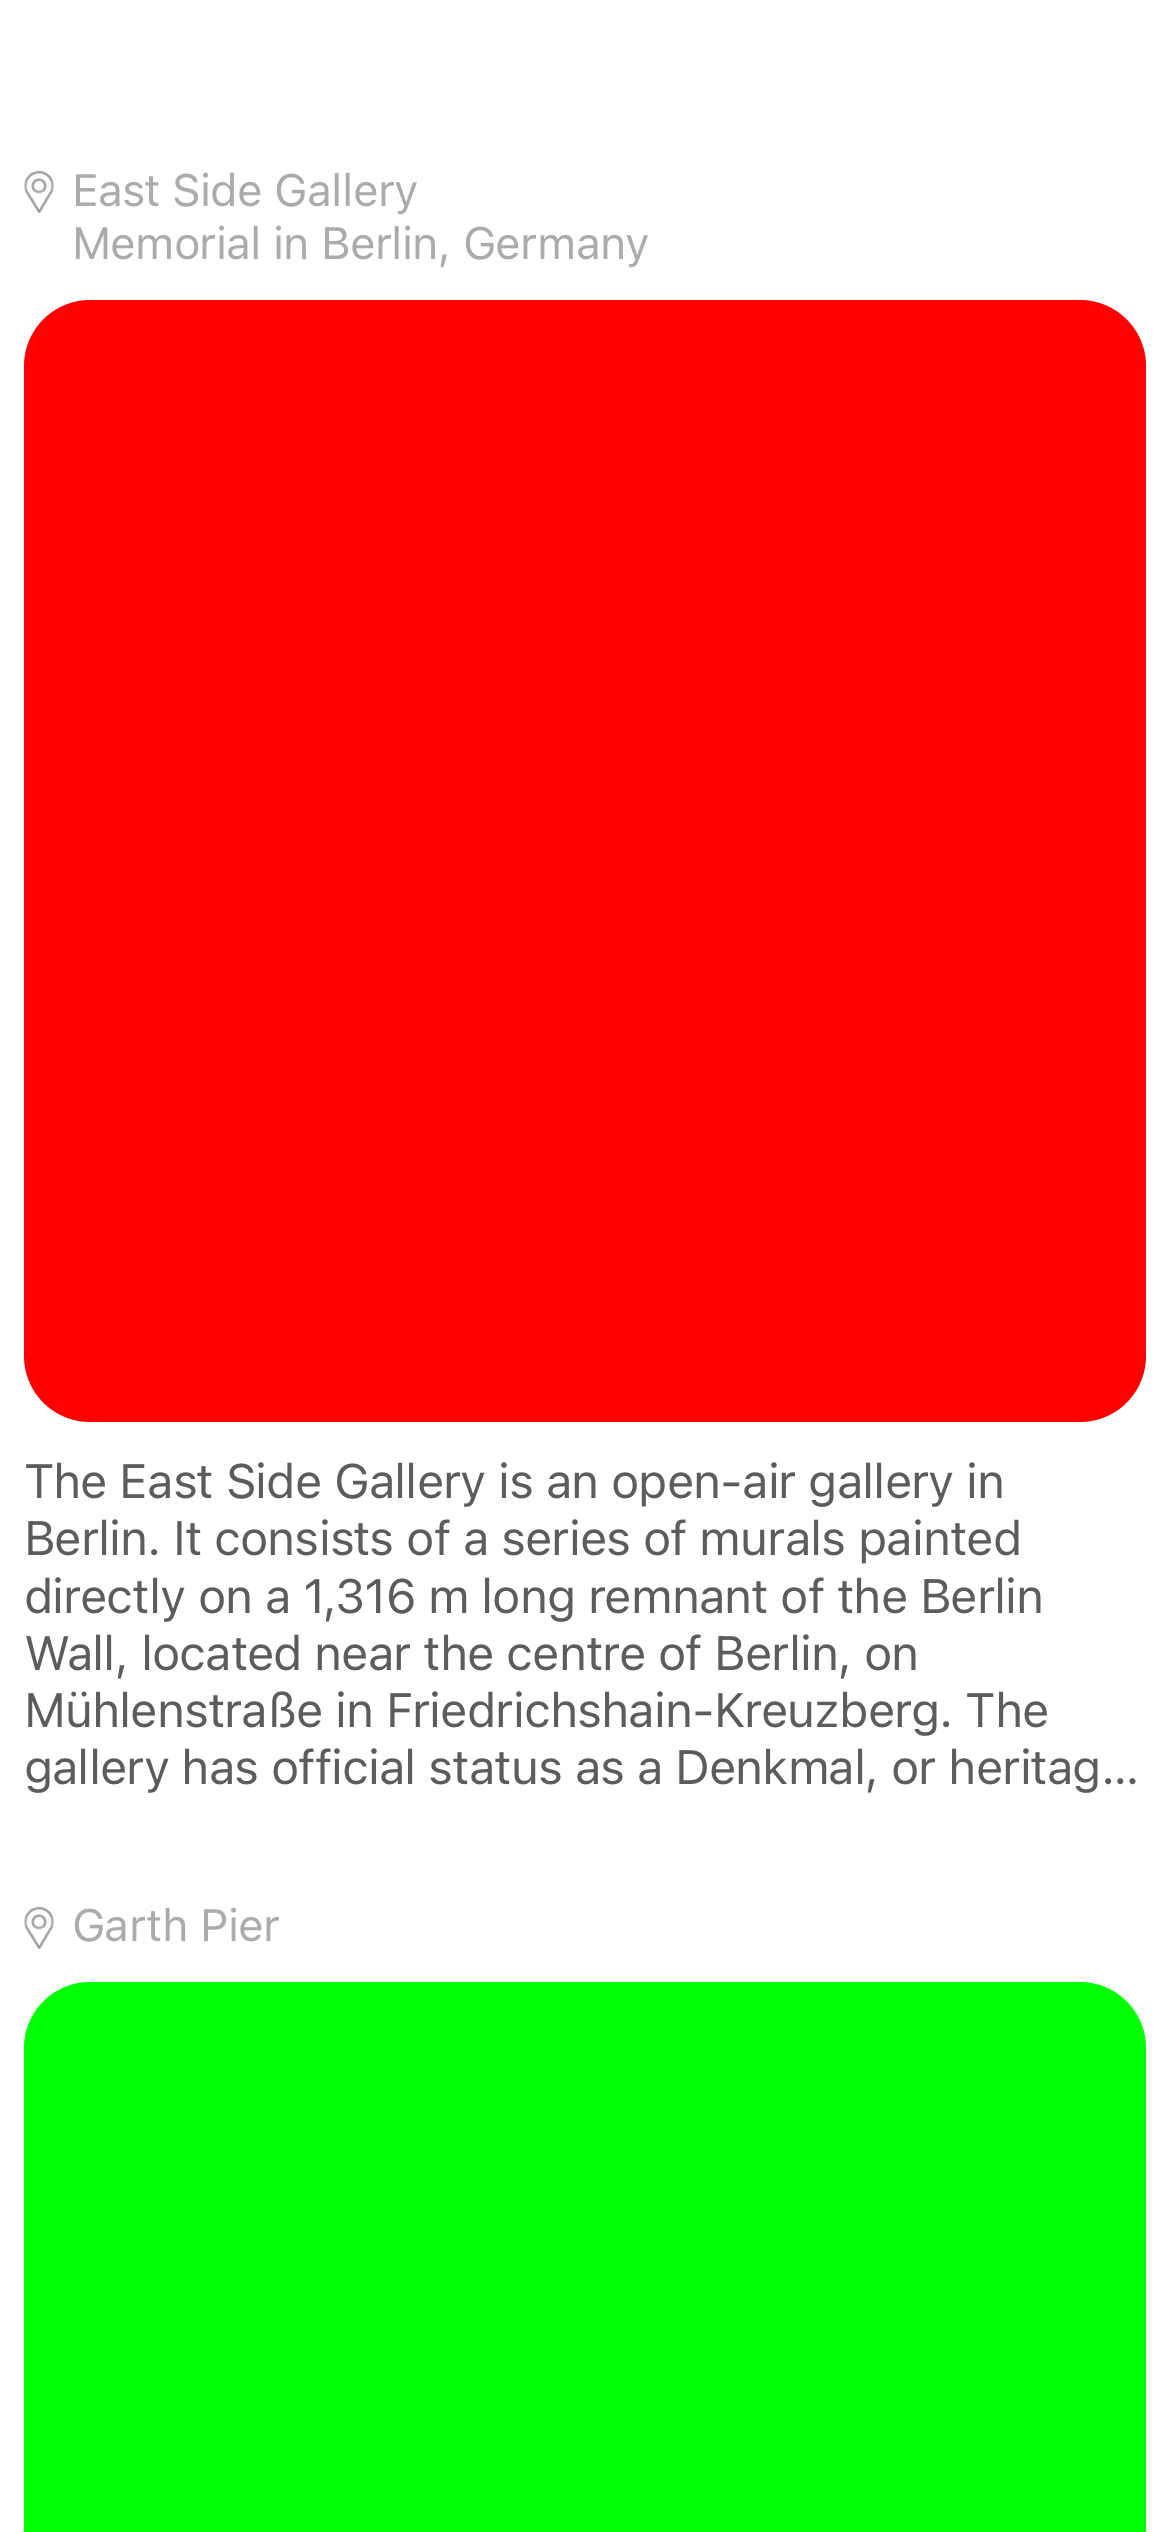 East Side Gallery
Memorial in Berlin, Germany
The East Side Gallery is an open-air gallery in
Berlin. It consists of a series of murals painted
directly on a 1,316 m long remnant of the Berlin
Wall, located near the centre of Berlin, on
Mühlenstraße in Friedrichshain-Kreuzberg. The
gallery has official status as a Denkmal, or heritag...
Garth Pier